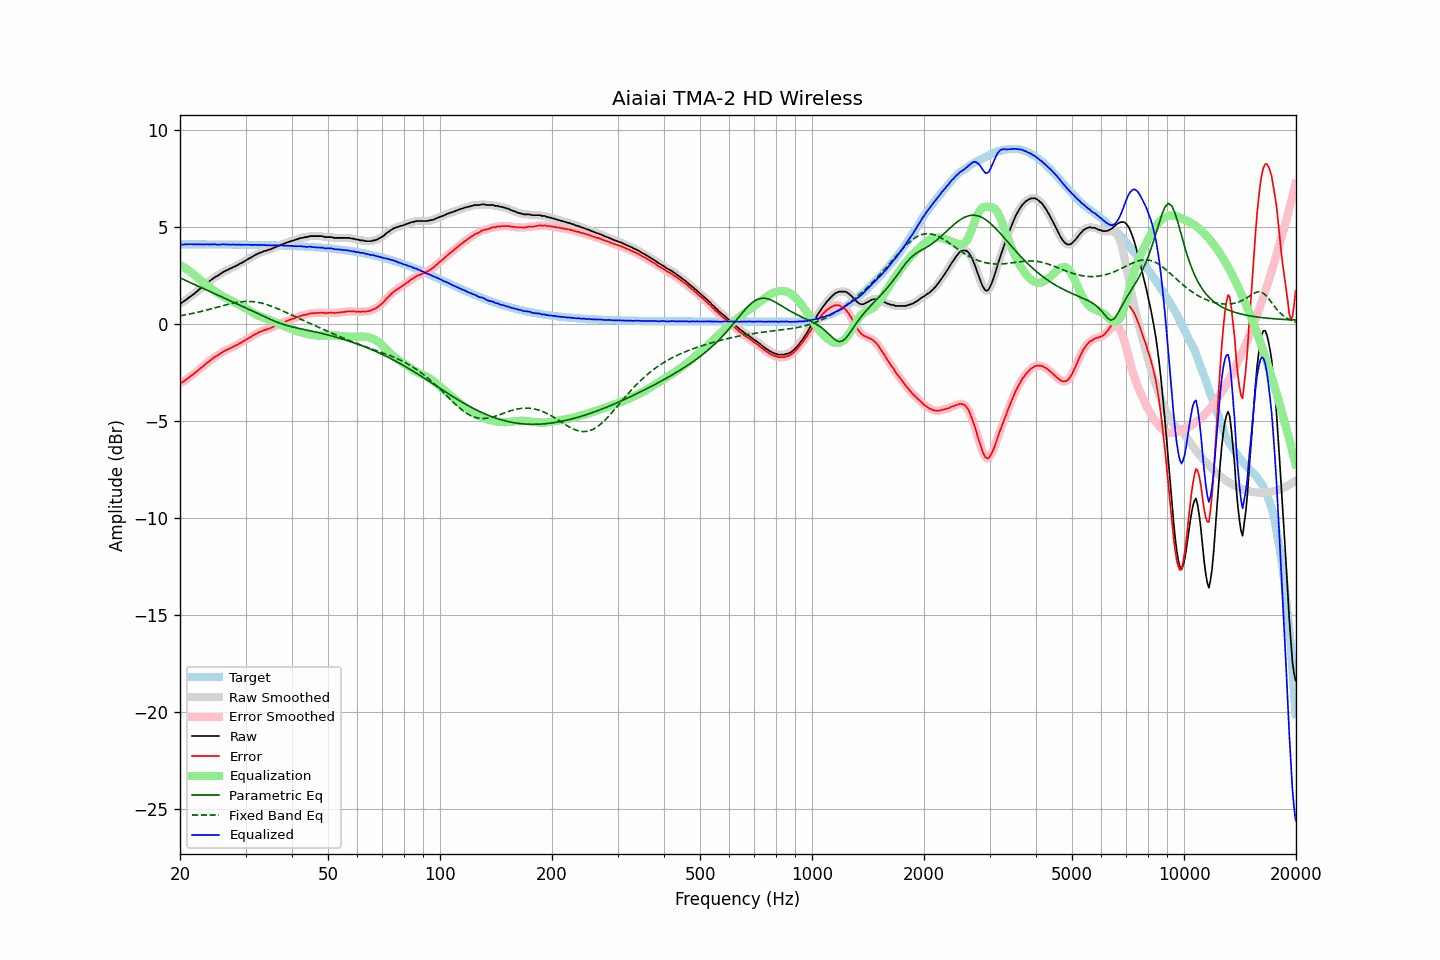 Aiaiai TMA-2 HD Wireless
Amplitude (dBr)
10
5
0
−5
−10
−15
−20
−25
Target
Raw Smoothed
Error Smoothed
Raw
Error
Equalization
Parametric Eq
Fixed Band Eq
Equalized
20 50 100 200 500 1000 2000 5000 10000 20000
Frequency (Hz)